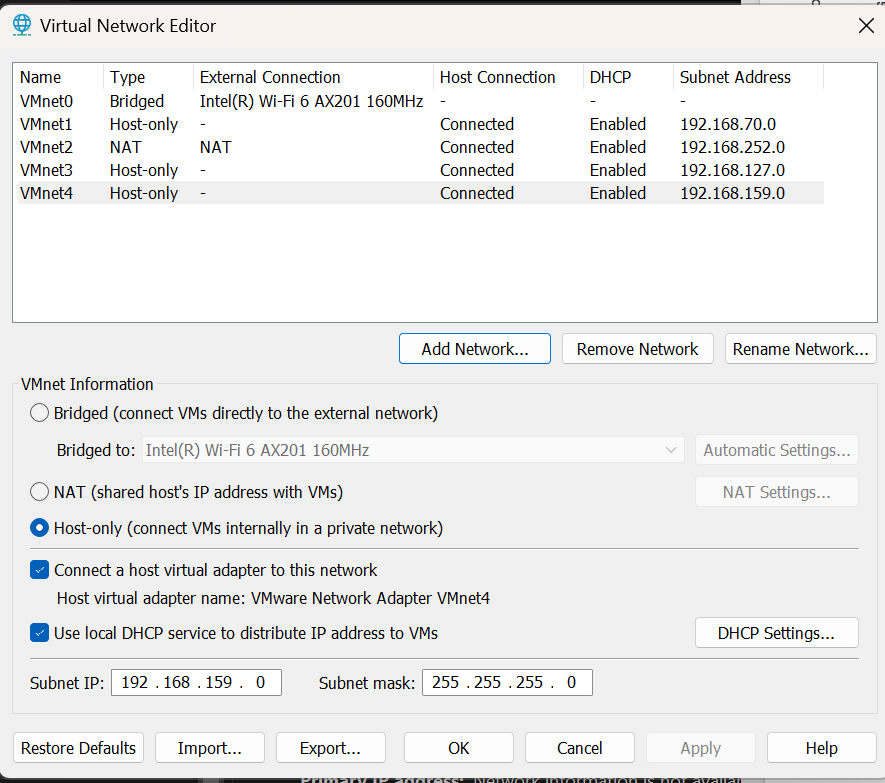 Virtual Network Editor
Name Type External Connection Host Connection DHCP Subnet Address
VMnet0 Bridged Intel(R) Wi-Fi 6 AX201 160MHz - - -
VMnet1 Host-only - Connected Enabled 192.168.70.0
VMnet2 NAT NAT Connected Enabled 192.168.252.0
VMnet3 Host-only - Connected Enabled 192.168.127.0
VMnet4 Host-only - Connected Enabled 192.168.159.0
Add Network... Remove Network Rename Network...
VMnet Information
Bridged (connect VMs directly to the external network)
Bridged to: Intel(R) Wi-Fi 6 AX201 160MHz Automatic Settings...
NAT (shared host's IP address with VMs) NAT Settings...
Host-only (connect VMs internally in a private network)
Connect a host virtual adapter to this network
Host virtual adapter name: VMware Network Adapter VMnet4
Use local DHCP service to distribute IP address to VMs DHCP Settings...
Subnet IP: 192 . 168 . 159 . 0 Subnet mask: 255 . 255 . 255 . 0
Restore Defaults Import... Export... OK Cancel Apply Help
Primary IP address: Network information is not availa